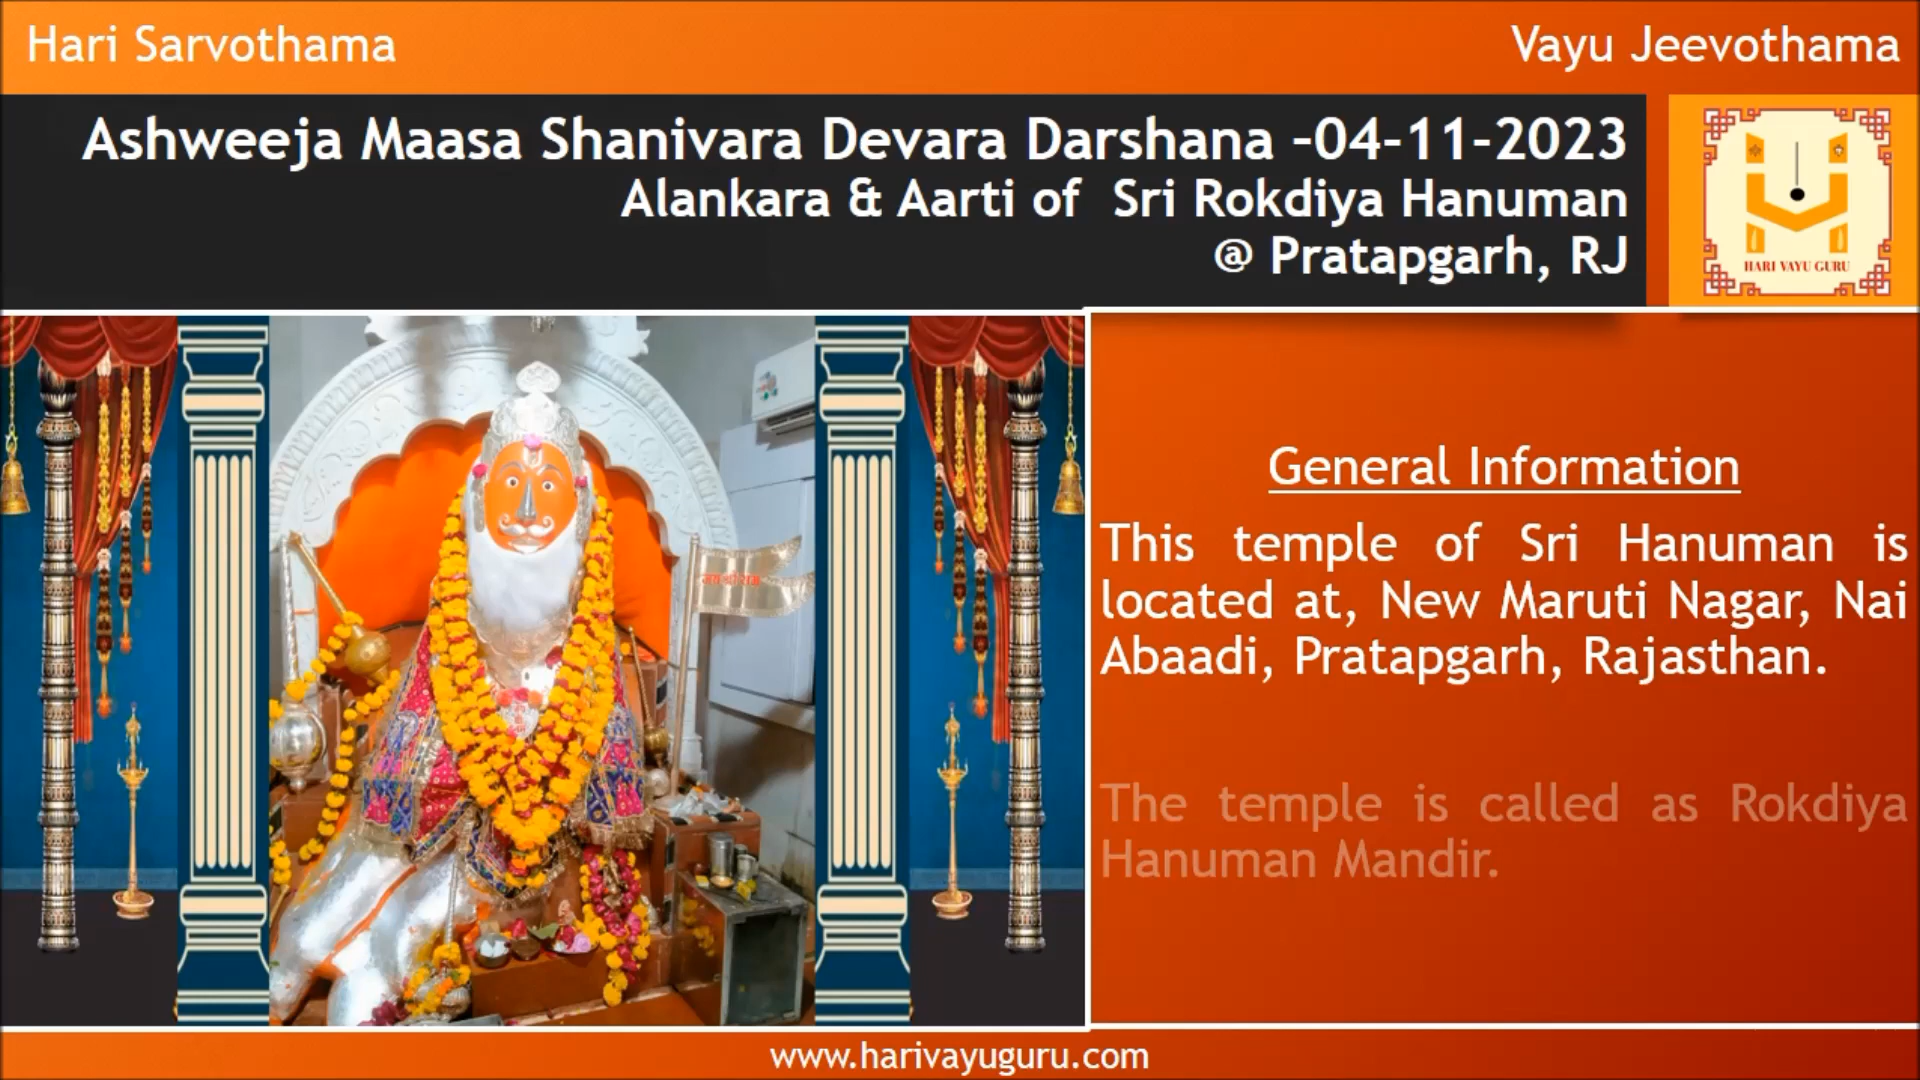 Hari Sarvothama
Vayu Jeevothama
Ashweeja Maasa Shanivara Devara Darshana –04-11-2023
Alankara & Aarti of Sri Rokdiya Hanuman
@ Pratapgarh, RJ
HARI VAYU GURU
जय श्री राम
General Information
This temple of Sri Hanuman is
located at, New Maruti Nagar, Nai
Abaadi, Pratapgarh, Rajasthan.
The temple is called as Rokdiya
Hanuman Mandir.
www.harivayuguru.com